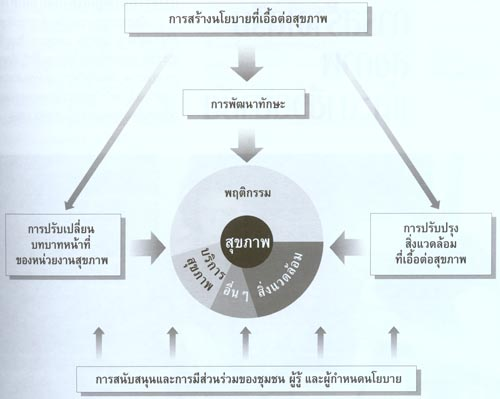 การสร้างนโยบายที่เอื้อต่อสุขภาพ
การพัฒนาทักษะ
พฤติกรรม
สุขภาพ
การปรับเปลี่ยน
บทบาทหน้าที่
ของหน่วยงานสุขภาพ
การปรับปรุง
สิ่งแวดล้อม
ที่เอื้อต่อสุขภาพ
บริการ
สุขภาพ
อื่น ๆ
สิ่งแวดล้อม
การสนับสนุนและการมีส่วนร่วมของชุมชน ผู้รู้ และผู้กำหนดนโยบาย